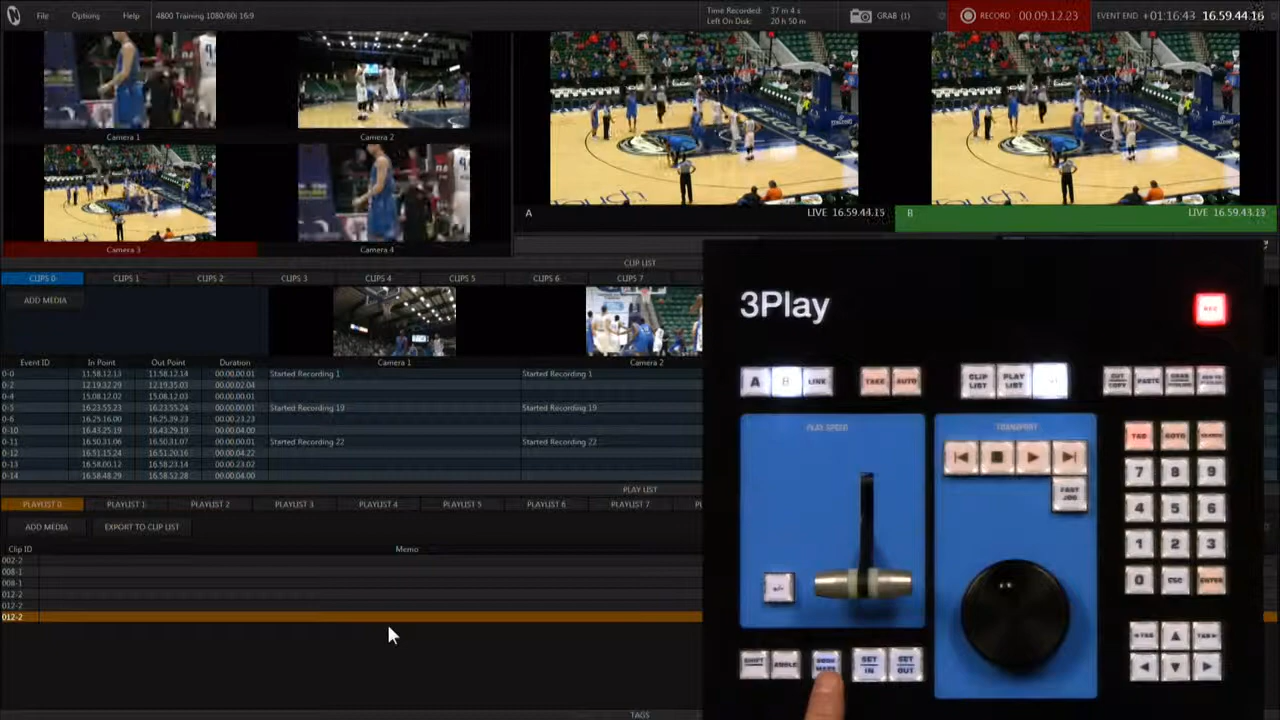 File Options Help 4800 Training 1080/60i 16:9
Time Recorded: 37 m 4 s
Left On Disk: 20 h 50 m
GRAB (1)
RECORD 00.09.12.23
EVENT END +01:16:43 16.59.44.16
Camera 1 Camera 2
Camera 3 Camera 4
A LIVE 16.59.44.15
B LIVE 16.59.44.11
CLIP LIST
CLIPS 0 CLIPS 1 CLIPS 2 CLIPS 3 CLIPS 4 CLIPS 5 CLIPS 6 CLIPS 7
ADD MEDIA
Event ID In Point Out Point Duration Camera 1 Camera 2
0-0 11.58.12.13 11.58.12.14 00.00.00.01 Started Recording 1 Started Recording 1
0-2 12.19.32.29 12.19.35.03 00.00.02.04
0-4 15.08.12.02 15.08.12.03 00.00.00.01
0-5 16.23.55.23 16.23.55.24 00.00.00.01 Started Recording 19 Started Recording 19
0-6 16.25.16.00 16.25.39.23 00.00.23.23
0-10 16.43.25.19 16.43.29.19 00.00.04.00
0-11 16.50.31.06 16.50.31.07 00.00.00.01 Started Recording 22 Started Recording 22
0-12 16.51.15.24 16.51.20.16 00.00.04.22
0-13 16.58.00.12 16.58.23.14 00.00.23.02
0-14 16.58.48.29 16.58.52.28 00.00.04.00
PLAY LIST
PLAYLIST 0 PLAYLIST 1 PLAYLIST 2 PLAYLIST 3 PLAYLIST 4 PLAYLIST 5 PLAYLIST 6 PLAYLIST 7
ADD MEDIA EXPORT TO CLIP LIST
Clip ID Memo
002-2
008-1
008-1
012-2
012-2
012-2
TAGS
3Play
REC
A B LINK TAKE AUTO CLIP LIST PLAY LIST CUT COPY PASTE
PLAY SPEED TRANSPORT
FAST JOG
TAG GOTO
7 8 9
4 5 6
1 2 3
0 ESC ENTER
+/-
SHIFT ANGLE MARK SET IN SET OUT
TAB TAB